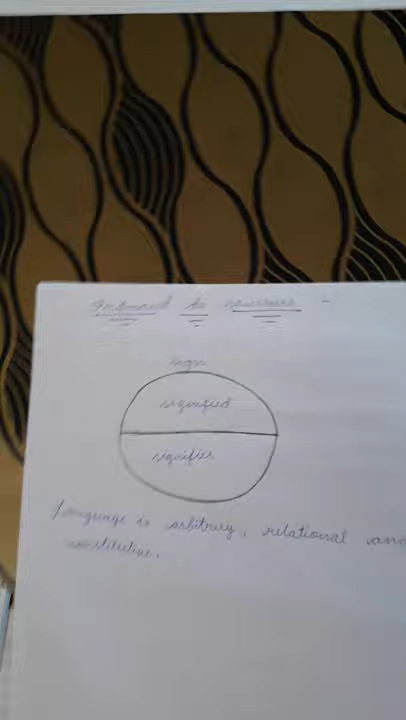 Ferdinand de Saussure -
sign
signified
signifier
Language is arbitrary, relational and
constitutive.